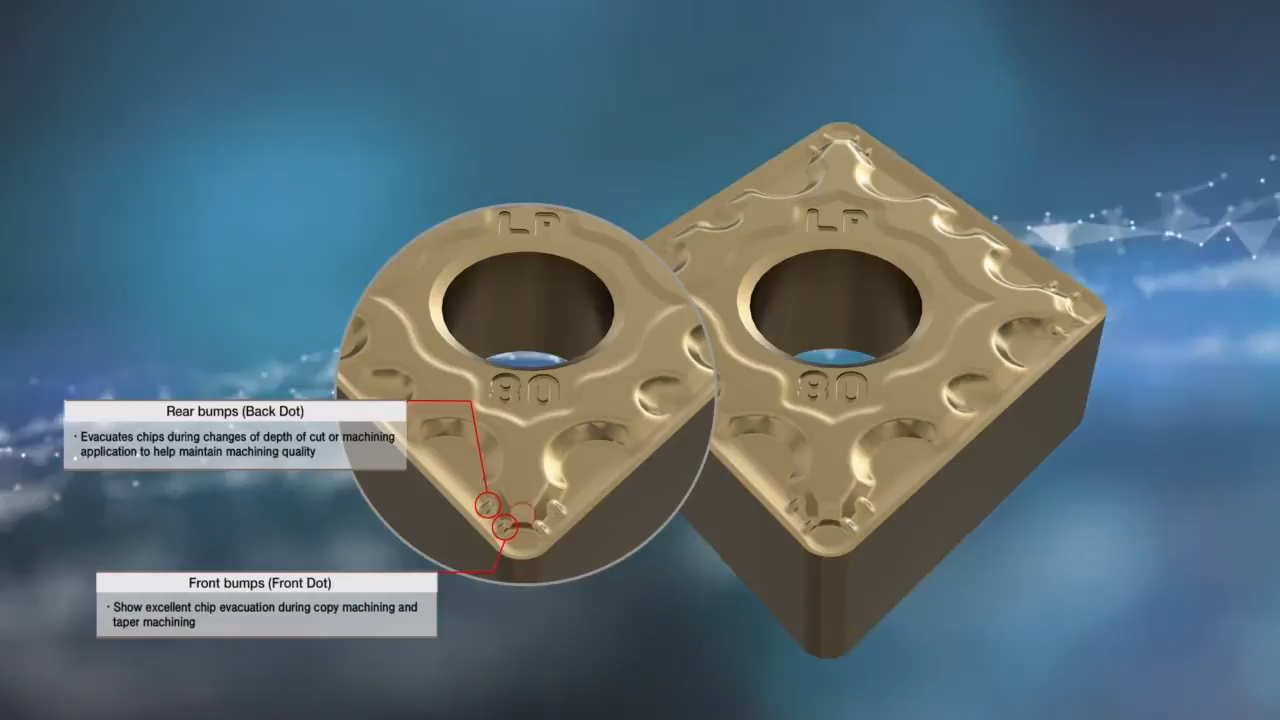 LP
LP
80
80
Rear bumps (Back Dot)
· Evacuates chips during changes of depth of cut or machining
application to help maintain machining quality
Front bumps (Front Dot)
· Show excellent chip evacuation during copy machining and
taper machining